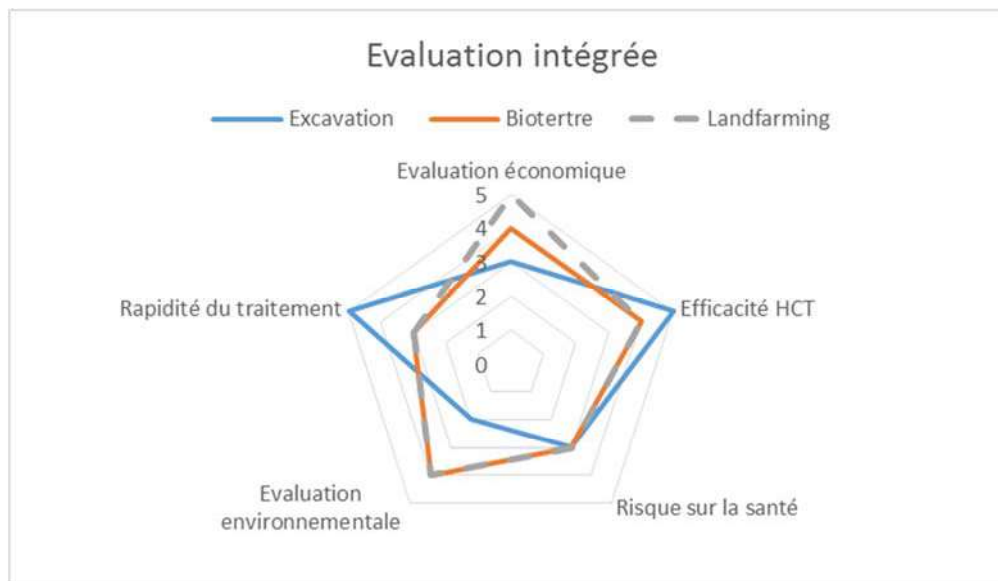 Evaluation intégrée
Excavation Biotertre Landfarming
Evaluation économique
5
4
3
2
1
0
Rapidité du traitement
Efficacité HCT
Evaluation
environnementale
Risque sur la santé